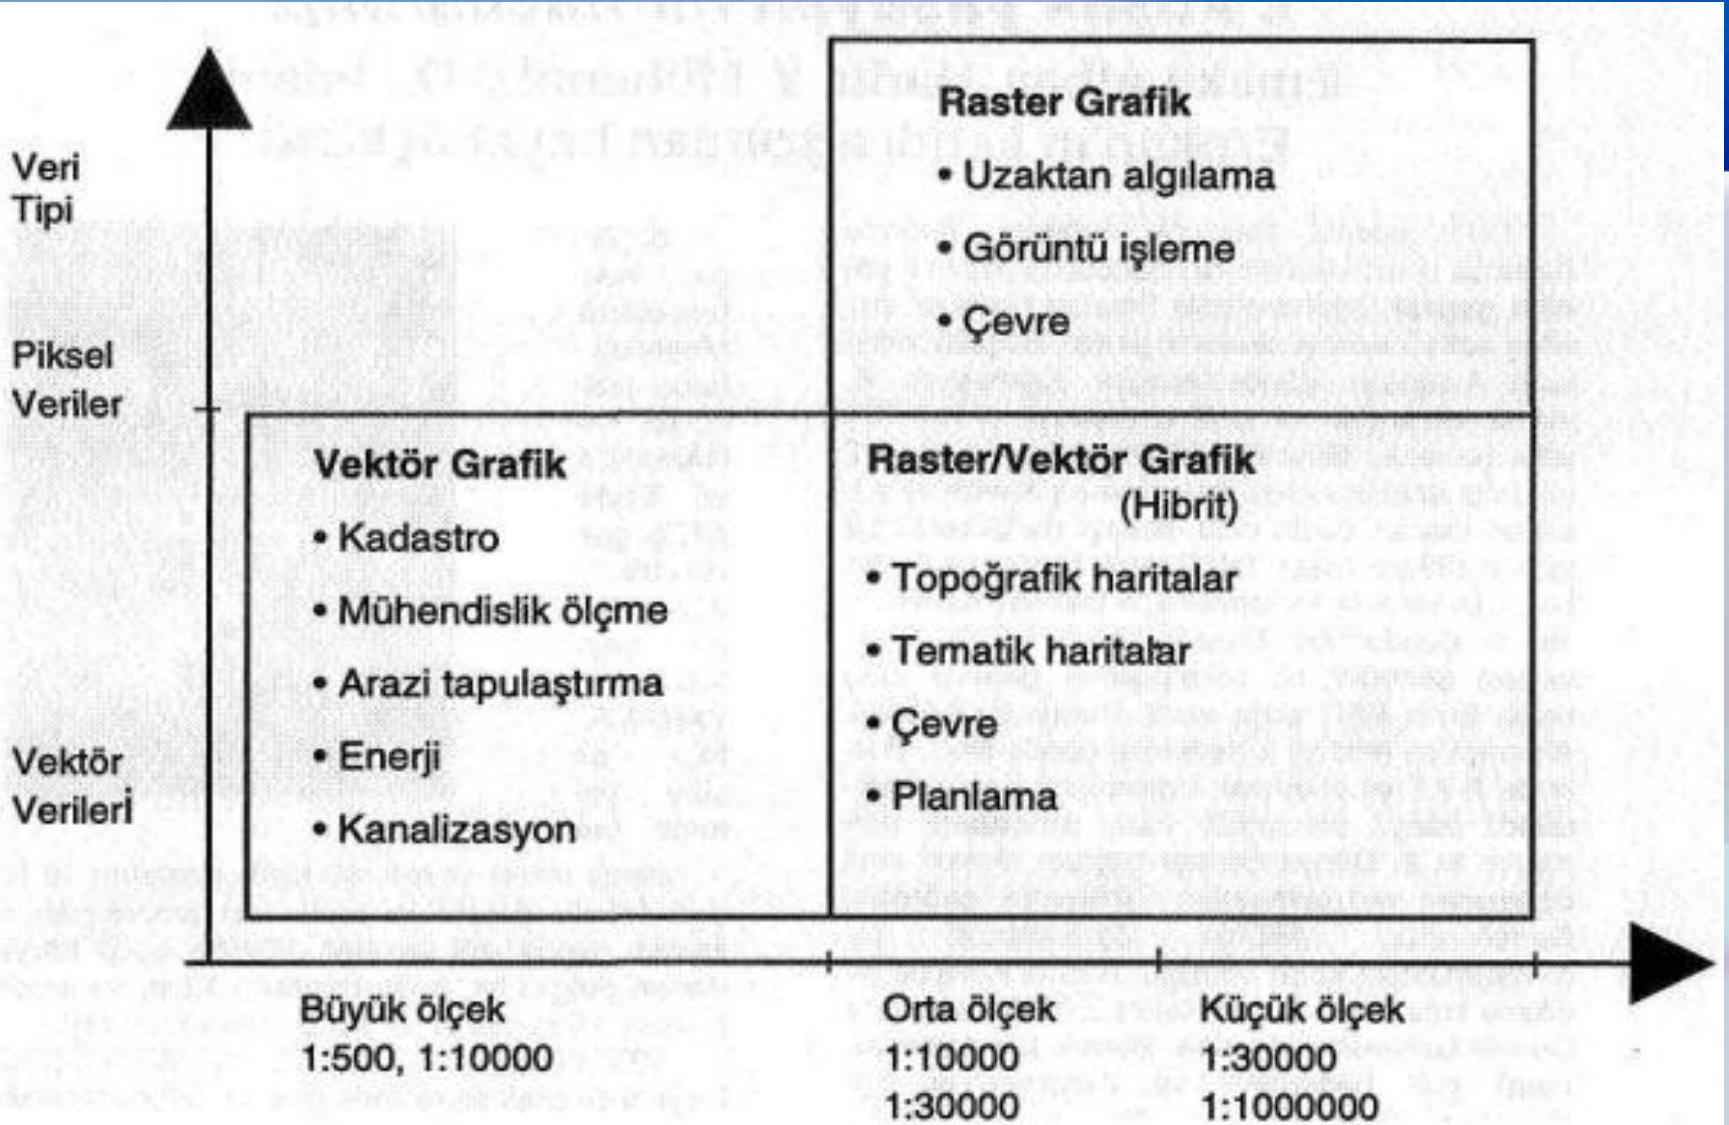 Veri
Tipi
Piksel
Veriler
Vektör
Verileri
Raster Grafik
• Uzaktan algılama
• Görüntü işleme
• Çevre
Vektör Grafik
• Kadastro
• Mühendislik ölçme
• Arazi tapulaştırma
• Enerji
• Kanalizasyon
Raster/Vektör Grafik
(Hibrit)
• Topoğrafik haritalar
• Tematik haritalar
• Çevre
• Planlama
Büyük ölçek
1:500, 1:10000
Orta ölçek
1:10000
1:30000
Küçük ölçek
1:30000
1:1000000